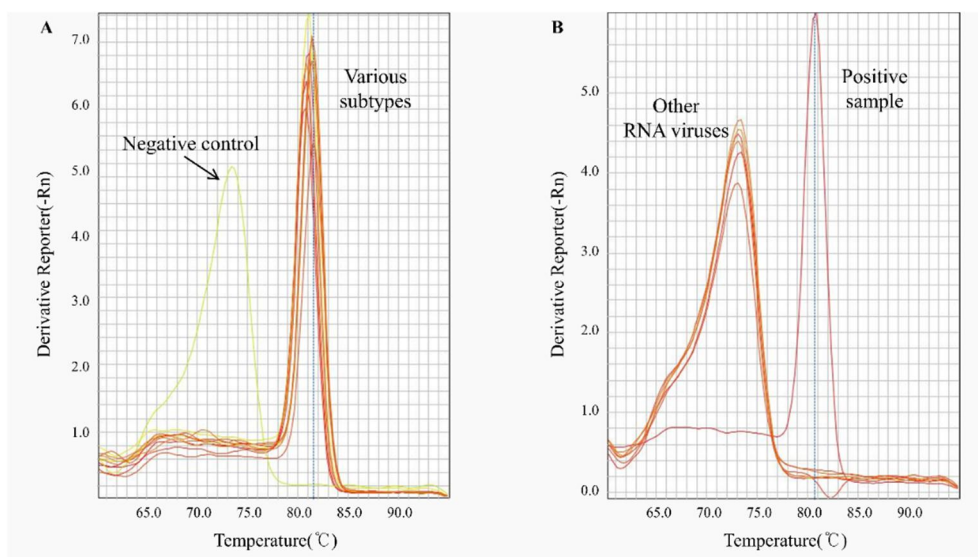 A
Derivative Reporter(-Rn)
7.0
6.0
5.0
4.0
3.0
2.0
1.0
Negative control
Various
subtypes
65.0 70.0 75.0 80.0 85.0 90.0
Temperature(℃)
B
Derivative Reporter(-Rn)
5.0
4.0
3.0
2.0
1.0
0.0
Other
RNA viruses
Positive
sample
65.0 70.0 75.0 80.0 85.0 90.0
Temperature(℃)